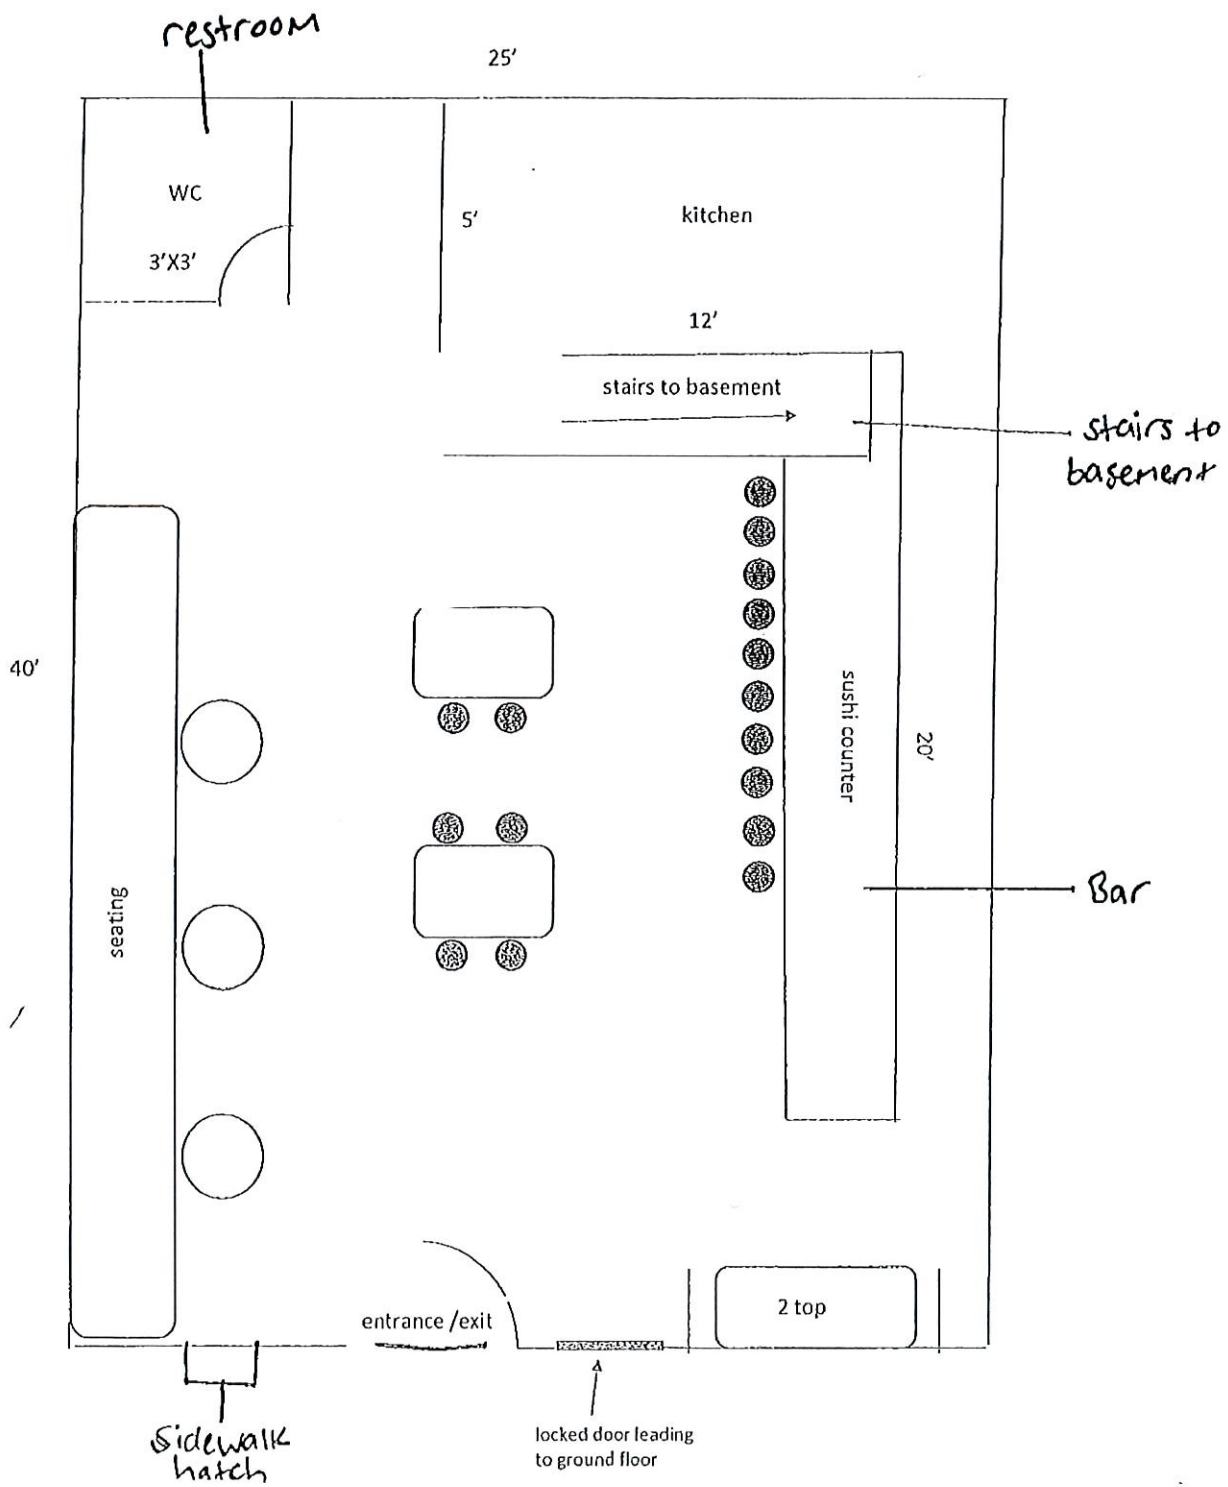 restroom
25'
WC
3'X3'
5'
kitchen
12'
stairs to basement
stairs to
basement
40'
sushi counter
20'
seating
Bar
entrance/exit
2 top
sidewalk
hatch
locked door leading
to ground floor